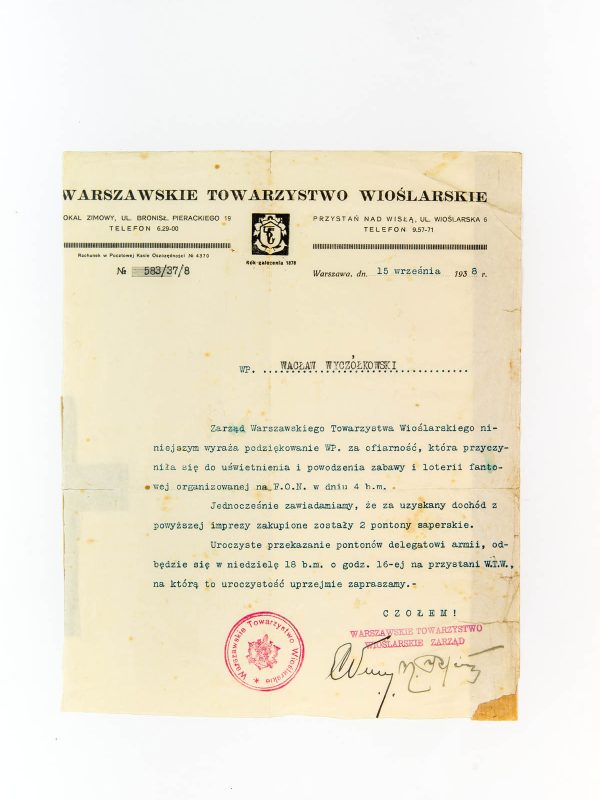 WARSZAWSKIE TOWARZYSTWO WIOŚLARSKIE
OKAL ZIMOWY, UL. BRONISŁ. PIERACKIEGO 19
TELEFON 6.29-00
PRZYSTAŃ NAD WISŁĄ, UL. WIOŚLARSKA 6
TELEFON 9.57-71
Rok założenia 1878
Rachunek w Pocztowej Kasie Oszczędności № 4370
№ 583/37/8
Warszawa, dn. 15 września 1938 r.
WP. WACŁAW WYCZÓŁKOWSKI
Zarząd Warszawskiego Towarzystwa Wioślarskiego ni-
niejszym wyraża podziękowanie WP. za ofiarność, która przyczy-
niła się do uświetnienia i powodzenia zabawy i loterii fanto-
wej organizowanej na F.O.N. w dniu 4 b.m.
Jednocześnie zawiadamiamy, że za uzyskany dochód z
powyższej imprezy zakupione zostały 2 pontony saperskie.
Uroczyste przekazanie pontonów delegatowi armii, od-
będzie się w niedzielę 18 b.m. o godz. 16-ej na przystani W.T.W.,
na którą to uroczystość uprzejmie zapraszamy.-
CZOŁEM!
WARSZAWSKIE TOWARZYSTWO
WIOŚLARSKIE ZARZĄD
Warszawskie Towarzystwo Wioślarskie